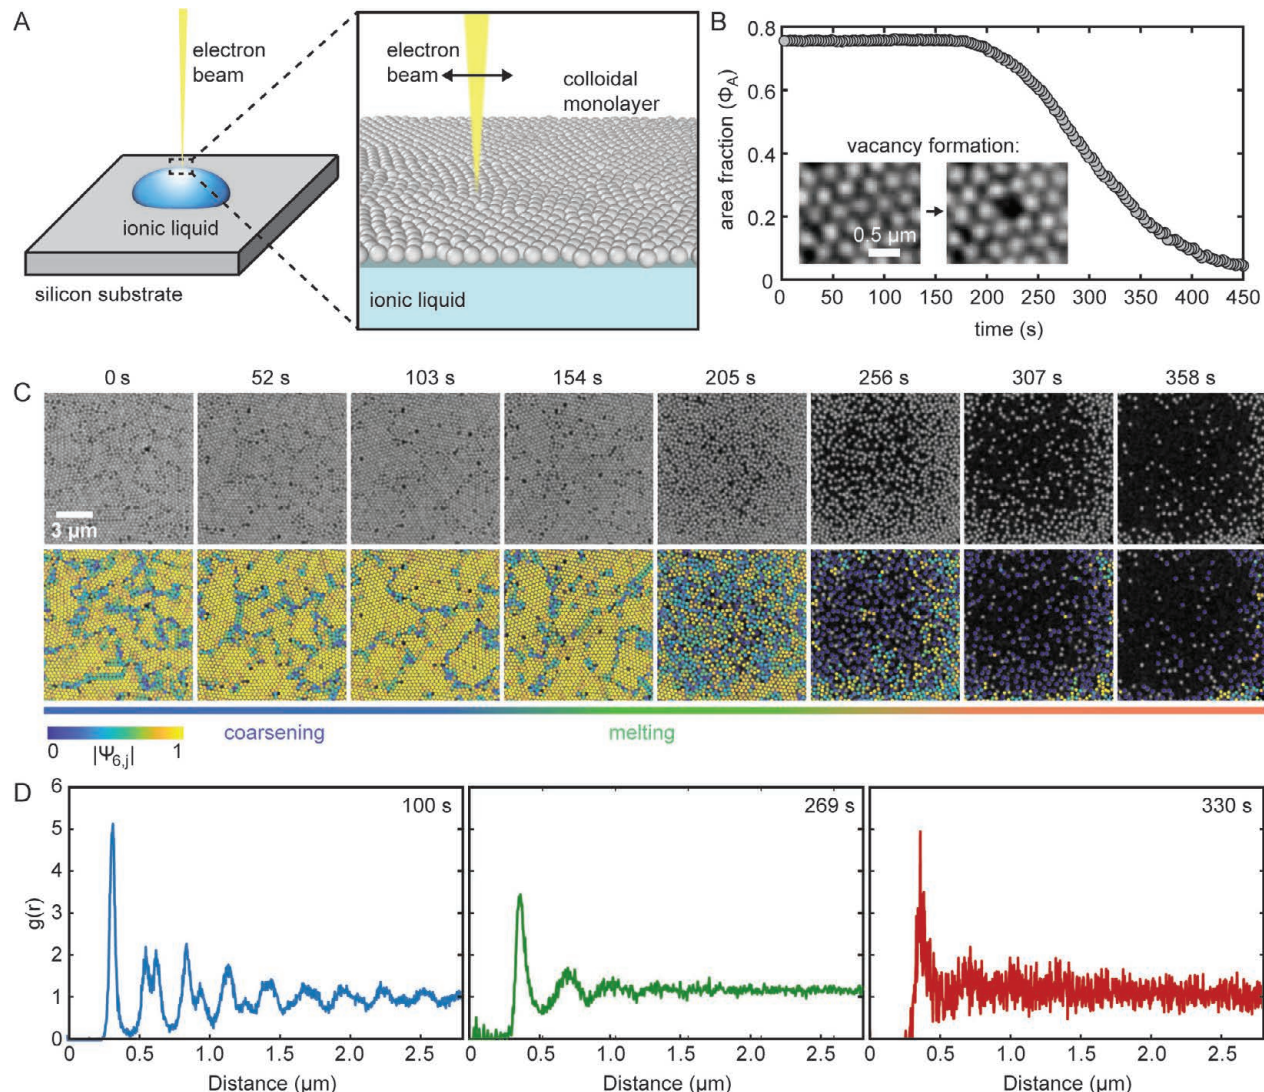 A
electron
beam
ionic liquid
silicon substrate
electron
beam
colloidal
monolayer
ionic liquid
B
0.8
0.6
0.4
0.2
0
area fraction (Φ_A)
vacancy formation:
0.5 µm
0 50 100 150 200 250 300 350 400 450
time (s)
C
0 s 52 s 103 s 154 s 205 s 256 s 307 s 358 s
3 µm
coarsening melting
0 |Ψ_6,j| 1
D
6
5
4
3
2
1
0
g(r)
100 s
0 0.5 1.0 1.5 2.0 2.5
Distance (µm)
269 s
0 0.5 1.0 1.5 2.0 2.5
Distance (µm)
330 s
0 0.5 1.0 1.5 2.0 2.5
Distance (µm)